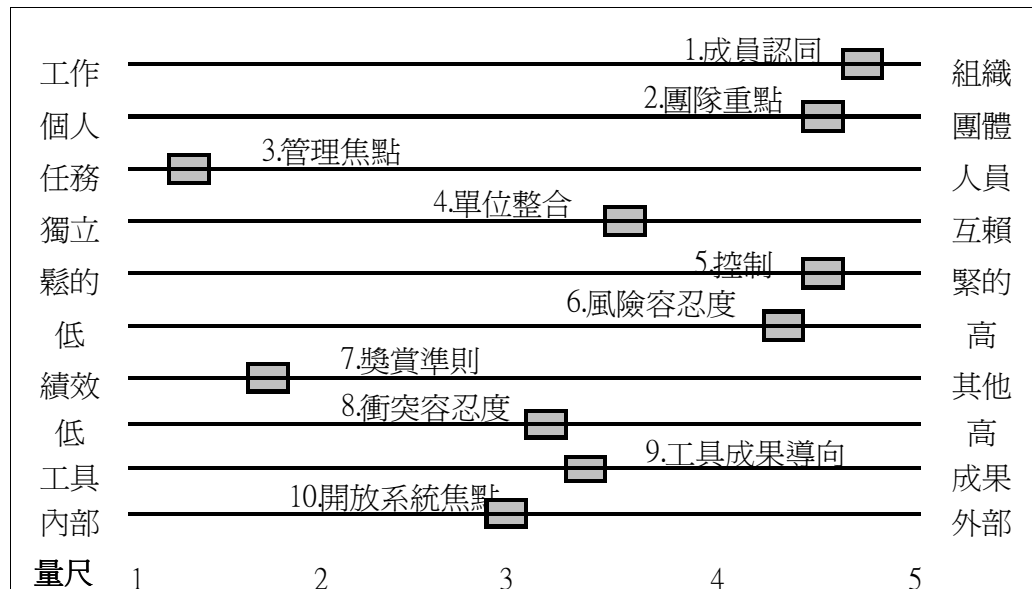 1.成員認同
工作 組織
2.團隊重點
個人 團體
3.管理焦點
任務 人員
4.單位整合
獨立 互賴
5.控制
鬆的 緊的
6.風險容忍度
低 高
7.獎賞準則
績效 其他
8.衝突容忍度
低 高
9.工具成果導向
工具 成果
10.開放系統焦點
內部 外部
量尺 1 2 3 4 5